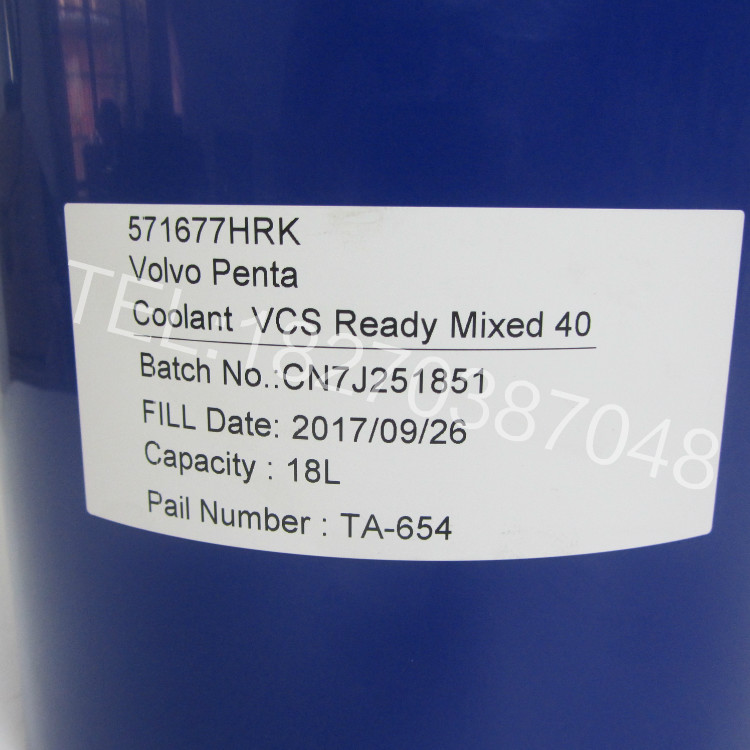 571677HRK
Volvo Penta
Coolant VCS Ready Mixed 40
Batch No.:CN7J251851
FILL Date: 2017/09/26
Capacity : 18L
Pail Number : TA-654
TEL:18270387048